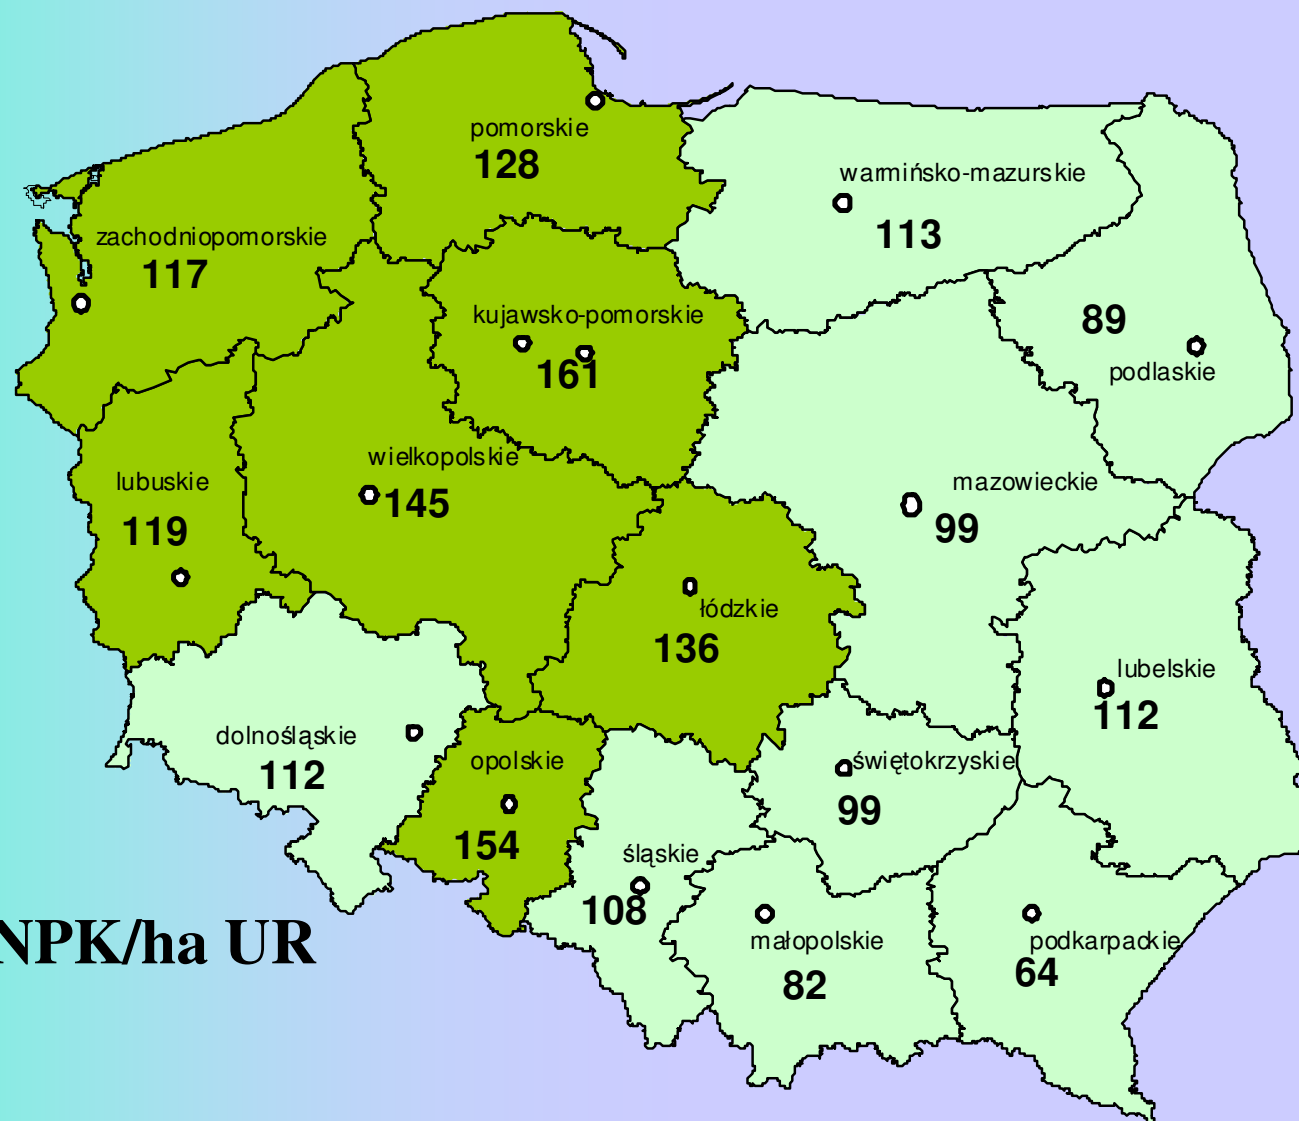 pomorskie
128
warmińsko-mazurskie
113
zachodniopomorskie
117
kujawsko-pomorskie
161
89
podlaskie
wielkopolskie
145
lubuskie
119
mazowieckie
99
łódzkie
136
lubelskie
112
dolnośląskie
112
opolskie
154
świętokrzyskie
99
śląskie
108
małopolskie
82
podkarpackie
64
NPK/ha UR